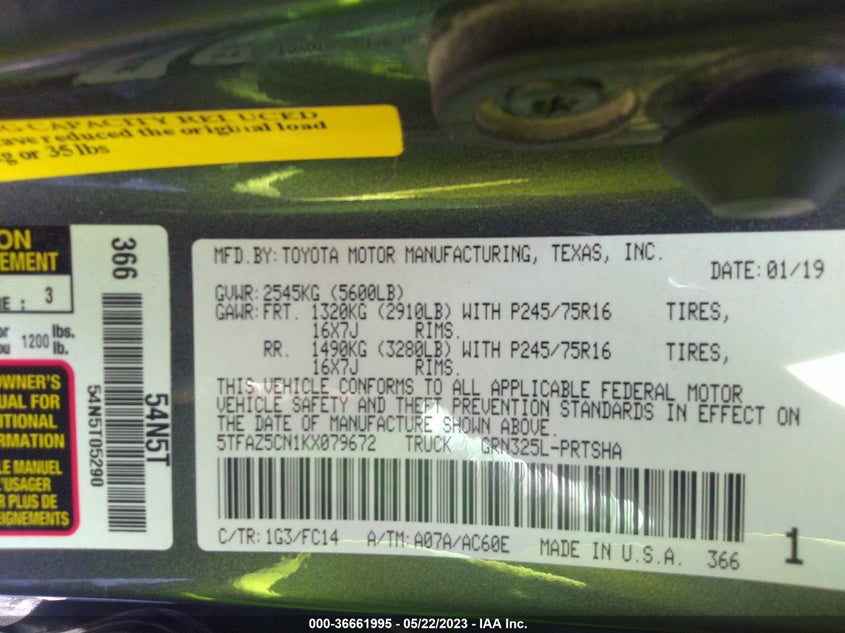 G CAPACITY REDUCED
ave reduced the original load
g or 35 lbs
ON
EMENT
E : 3
or
ou 1200 lbs.
lb.
OWNER'S
UAL FOR
ITIONAL
ORMATION
LE MANUEL
L'USAGER
R PLUS DE
EIGNEMENTS
366
54N5T
54N5T05290
MFD.BY: TOYOTA MOTOR MANUFACTURING, TEXAS, INC.
DATE: 01/19
GVWR: 2545KG (5600LB)
GAWR: FRT. 1320KG (2910LB) WITH P245/75R16 TIRES,
16X7J RIMS.
RR. 1490KG (3280LB) WITH P245/75R16 TIRES,
16X7J RIMS.
THIS VEHICLE CONFORMS TO ALL APPLICABLE FEDERAL MOTOR
VEHICLE SAFETY AND THEFT PREVENTION STANDARDS IN EFFECT ON
THE DATE OF MANUFACTURE SHOWN ABOVE.
5TFAZ5CN1KX079672 TRUCK GRN325L-PRTSHA
C/TR: 1G3/FC14 A/TM: A07A/AC60E MADE IN U.S.A. 366 1
000-36661995 - 05/22/2023 - IAA Inc.